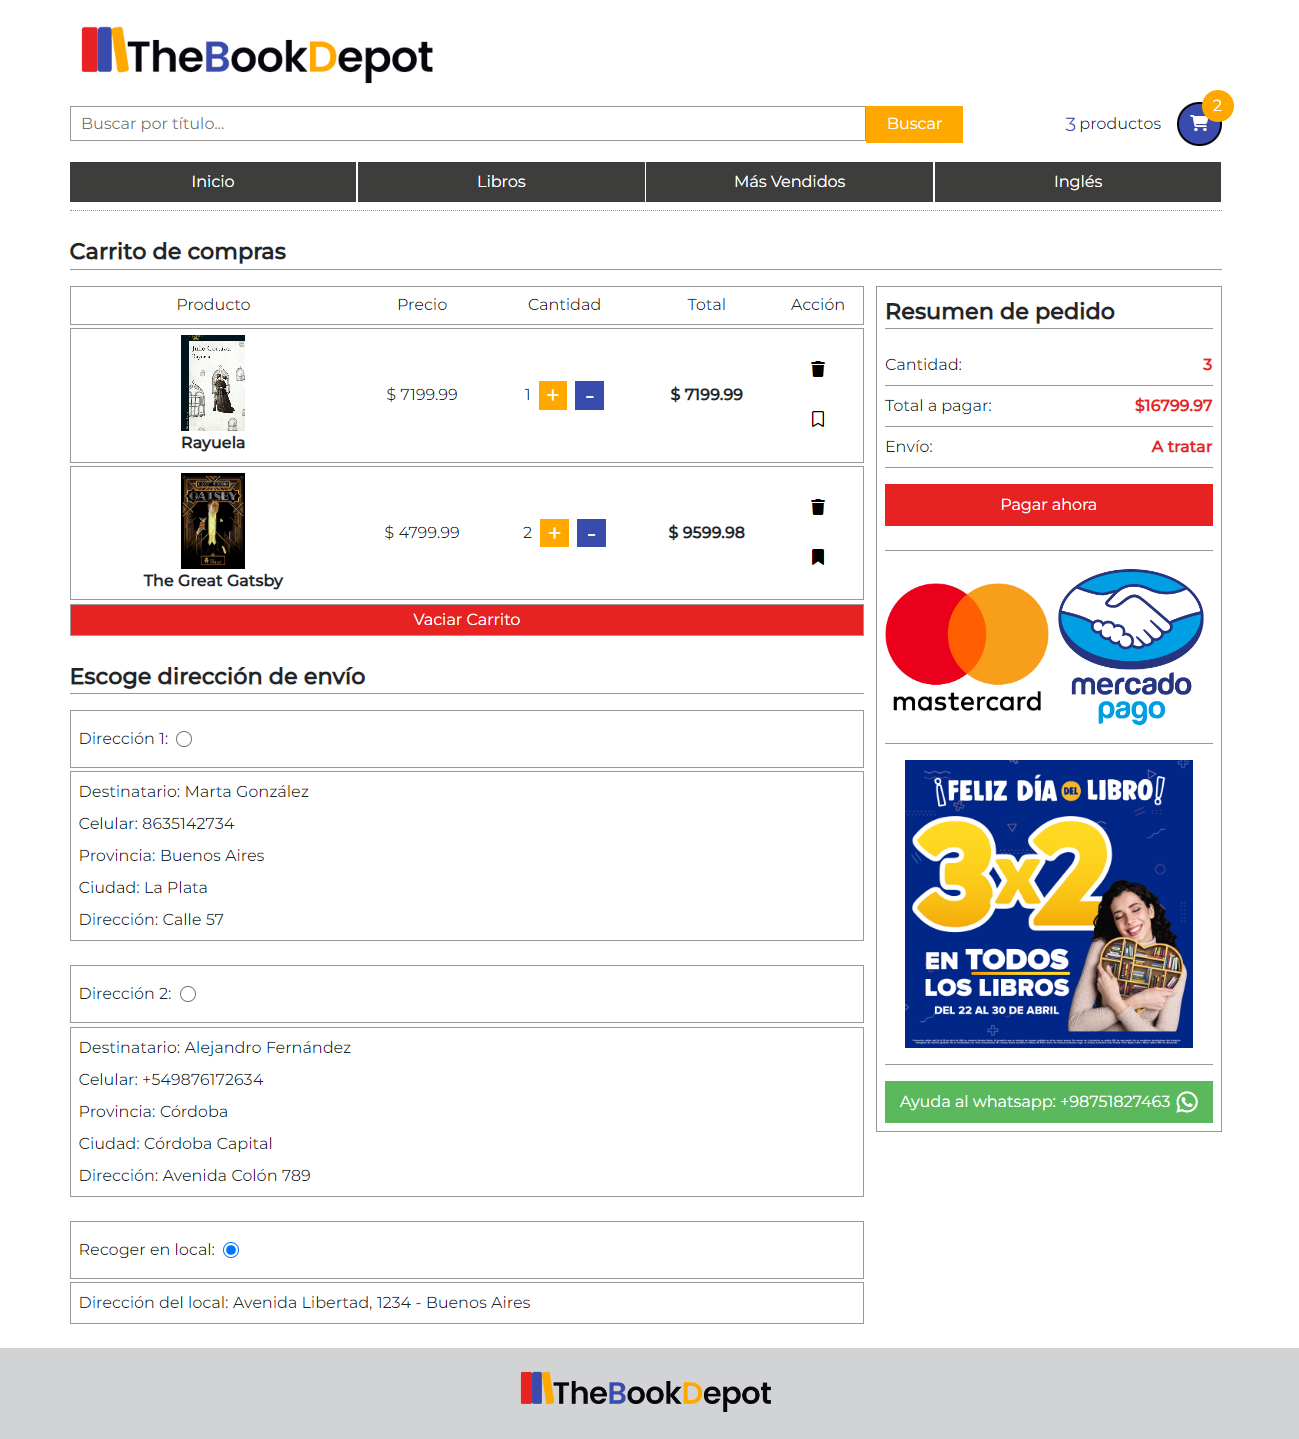 TheBookDepot
Buscar por título...
Buscar
3 productos
2
Inicio
Libros
Más Vendidos
Inglés
Carrito de compras
Producto
Precio
Cantidad
Total
Acción
Julio Cortázar
Rayuela
$ 7199.99
1
+
-
$ 7199.99
Rayuela
GATSBY
$ 4799.99
2
+
-
$ 9599.98
The Great Gatsby
Vaciar Carrito
Escoge dirección de envío
Dirección 1:
Destinatario: Marta González
Celular: 8635142734
Provincia: Buenos Aires
Ciudad: La Plata
Dirección: Calle 57
Dirección 2:
Destinatario: Alejandro Fernández
Celular: +549876172634
Provincia: Córdoba
Ciudad: Córdoba Capital
Dirección: Avenida Colón 789
Recoger en local:
Dirección del local: Avenida Libertad, 1234 - Buenos Aires
Resumen de pedido
Cantidad: 3
Total a pagar: $16799.97
Envío: A tratar
Pagar ahora
mastercard
mercado
pago
¡FELIZ DÍA DEL LIBRO!
3x2
EN TODOS
LOS LIBROS
DEL 22 AL 30 DE ABRIL
Ayuda al whatsapp: +98751827463
TheBookDepot